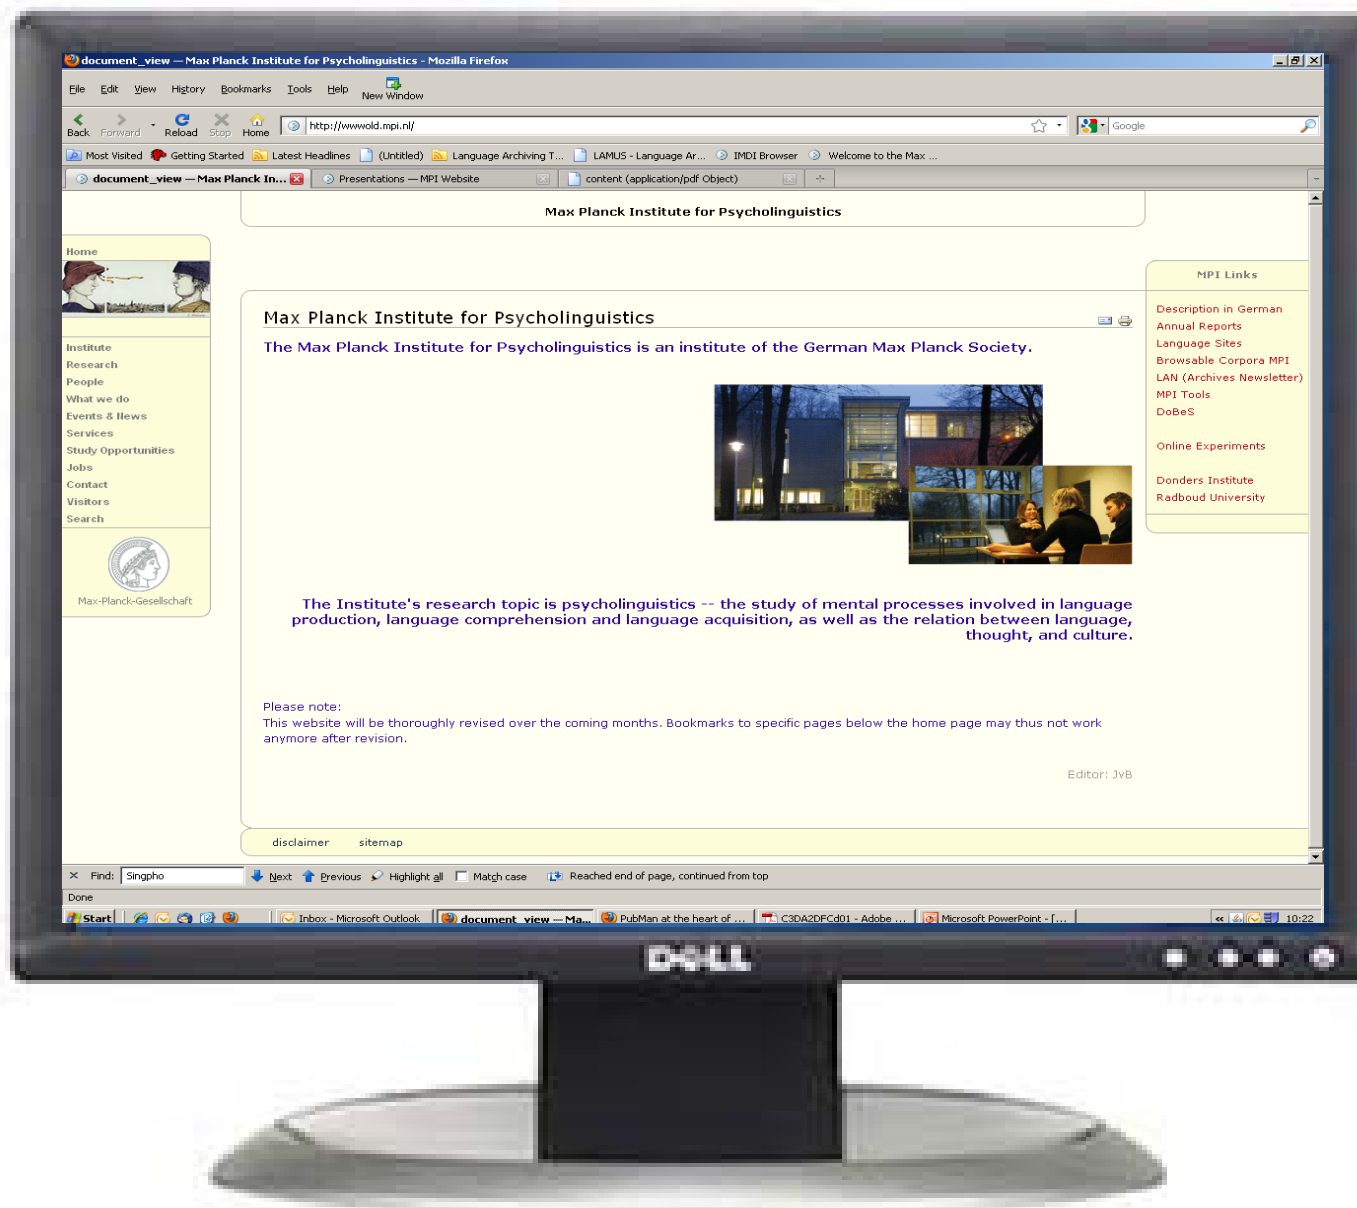 document_view — Max Planck Institute for Psycholinguistics - Mozilla Firefox
File Edit View History Bookmarks Tools Help New Window
Back Forward Reload Stop Home http://wwwold.mpi.nl/ Google
Most Visited Getting Started Latest Headlines (Untitled) Language Archiving T... LAMUS - Language Ar... IMDI Browser Welcome to the Max ...
document_view — Max Planck In... Presentations — MPI Website content (application/pdf Object)
Max Planck Institute for Psycholinguistics
Home
Institute
Research
People
What we do
Events & News
Services
Study Opportunities
Jobs
Contact
Visitors
Search
Max-Planck-Gesellschaft
Max Planck Institute for Psycholinguistics
The Max Planck Institute for Psycholinguistics is an institute of the German Max Planck Society.
The Institute's research topic is psycholinguistics -- the study of mental processes involved in language
production, language comprehension and language acquisition, as well as the relation between language,
thought, and culture.
Please note:
This website will be thoroughly revised over the coming months. Bookmarks to specific pages below the home page may thus not work
anymore after revision.
Editor: JvB
MPI Links
Description in German
Annual Reports
Language Sites
Browsable Corpora MPI
LAN (Archives Newsletter)
MPI Tools
DoBeS
Online Experiments
Donders Institute
Radboud University
disclaimer sitemap
Find: Singpho Next Previous Highlight all Match case Reached end of page, continued from top
Done
Start Inbox - Microsoft Outlook document_view — Ma... PubMan at the heart of ... C3DA2DFCd01 - Adobe ... Microsoft PowerPoint - [... 10:22
DELL